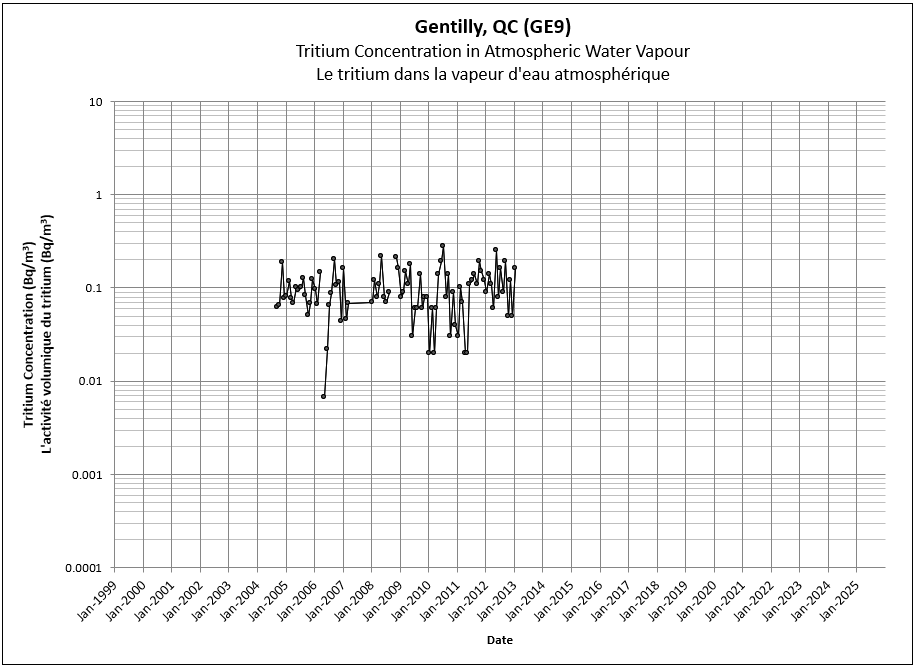 Gentilly, QC (GE9)
Tritium Concentration in Atmospheric Water Vapour
Le tritium dans la vapeur d'eau atmosphérique
Tritium Concentration (Bq/m³)
L'activité volumique du tritium (Bq/m³)
10
1
0.1
0.01
0.001
0.0001
Jan-1999
Jan-2000
Jan-2001
Jan-2002
Jan-2003
Jan-2004
Jan-2005
Jan-2006
Jan-2007
Jan-2008
Jan-2009
Jan-2010
Jan-2011
Jan-2012
Jan-2013
Jan-2014
Jan-2015
Jan-2016
Jan-2017
Jan-2018
Jan-2019
Jan-2020
Jan-2021
Jan-2022
Jan-2023
Jan-2024
Jan-2025
Date